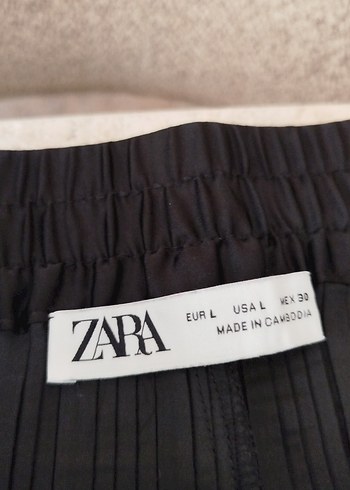 ZARA
EUR L USA L MEX 30
MADE IN CAMBODIA